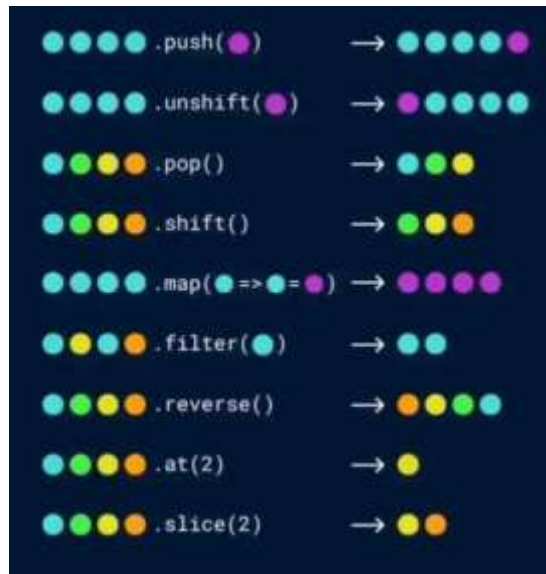 .push( )
.unshift( )
.pop()
.shift()
.map( => = )
.filter( )
.reverse()
.at(2)
.slice(2)